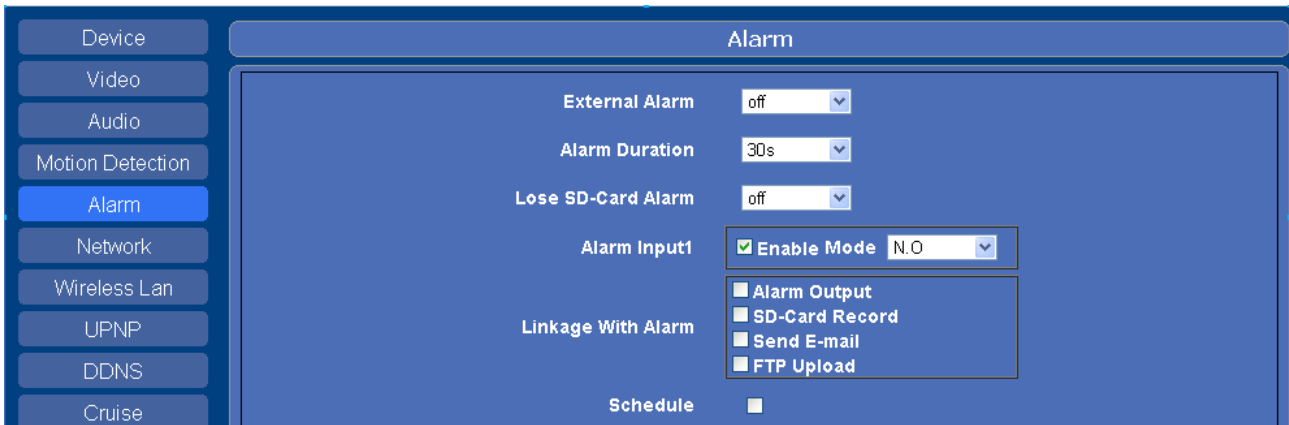 Device
Video
Audio
Motion Detection
Alarm
Network
Wireless Lan
UPNP
DDNS
Cruise
Alarm
External Alarm off
Alarm Duration 30s
Lose SD-Card Alarm off
Alarm Input1 Enable Mode N.O
Linkage With Alarm
Alarm Output
SD-Card Record
Send E-mail
FTP Upload
Schedule